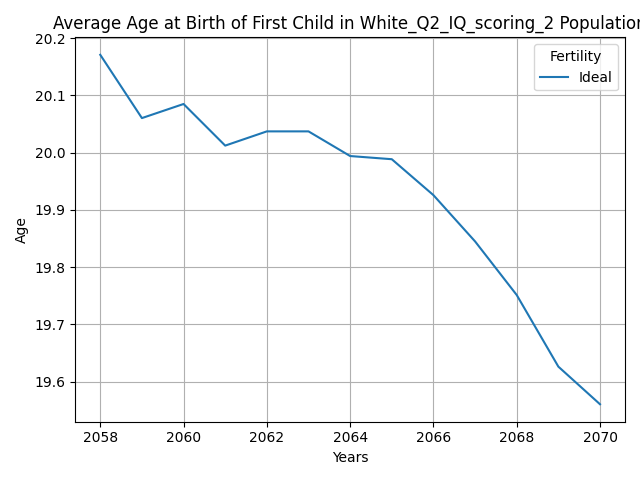 Average Age at Birth of First Child in White_Q2_IQ_scoring_2 Population
20.2
20.1
20.0
19.9
19.8
19.7
19.6
Age
Fertility
Ideal
2058 2060 2062 2064 2066 2068 2070
Years